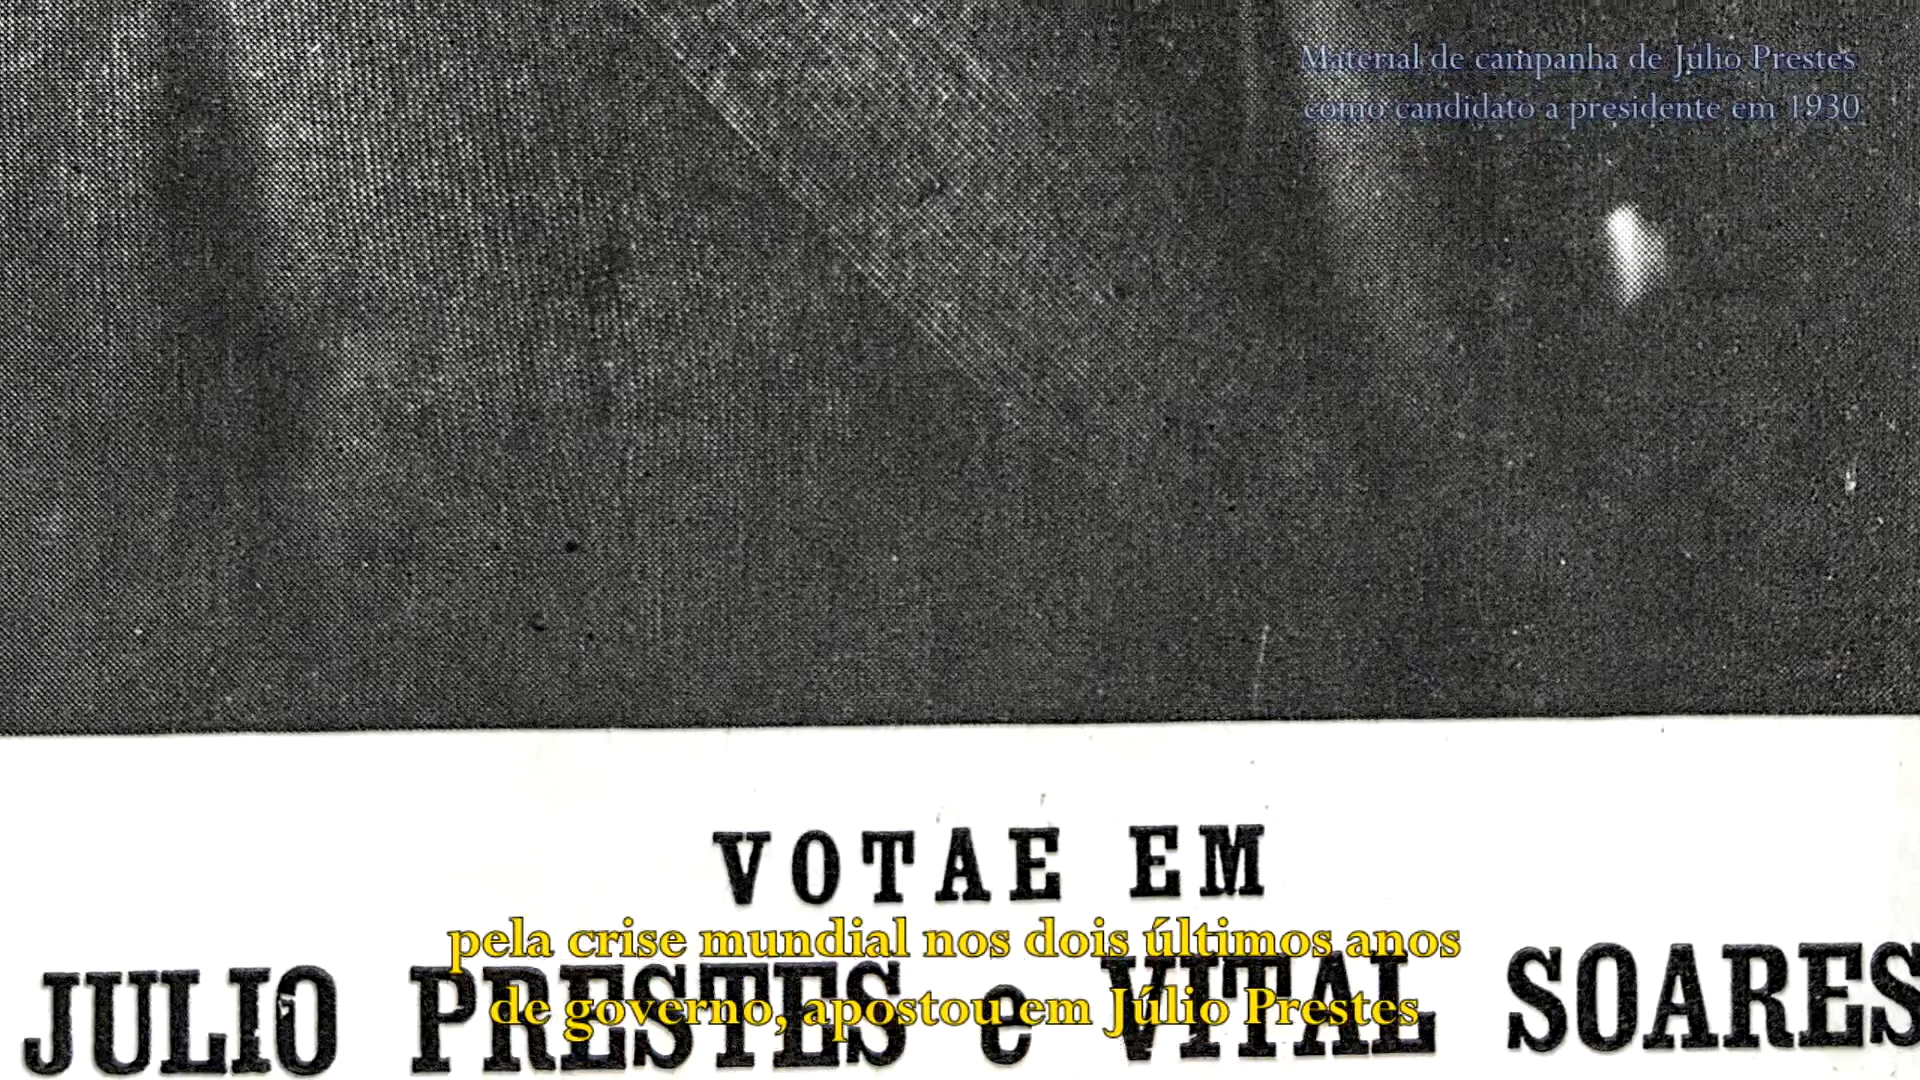 Material de campanha de Júlio Prestes
como candidato a presidente em 1930
VOTAE EM
pela crise mundial nos dois últimos anos
JULIO PRESTES e VITAL SOARES
de governo, apostou em Júlio Prestes